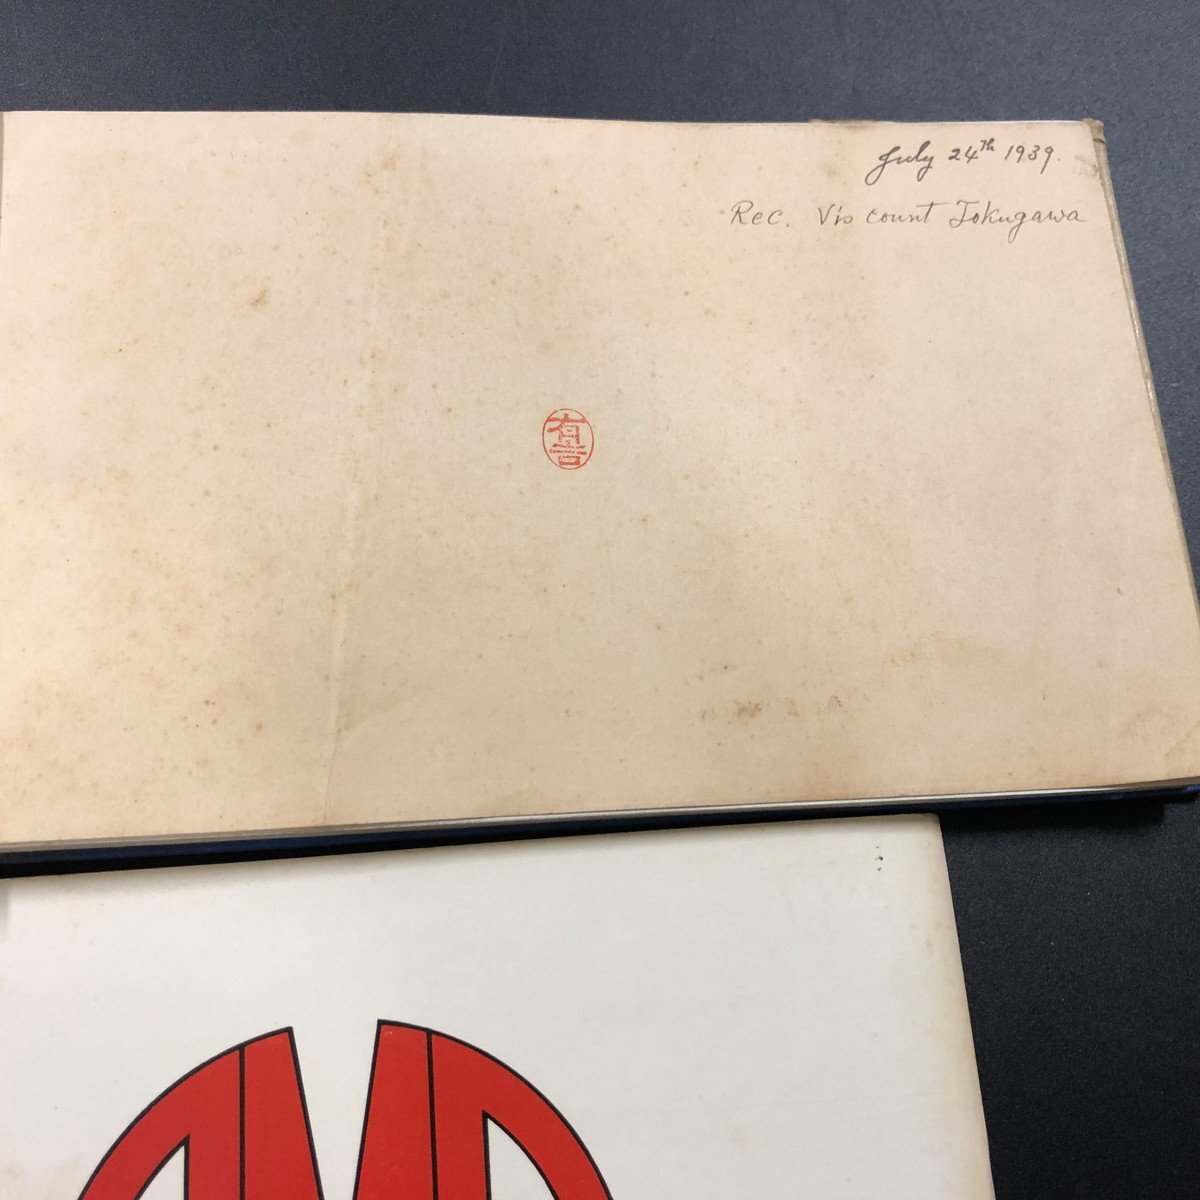 July 24th 1939.
Rec. Viscount Tokugawa